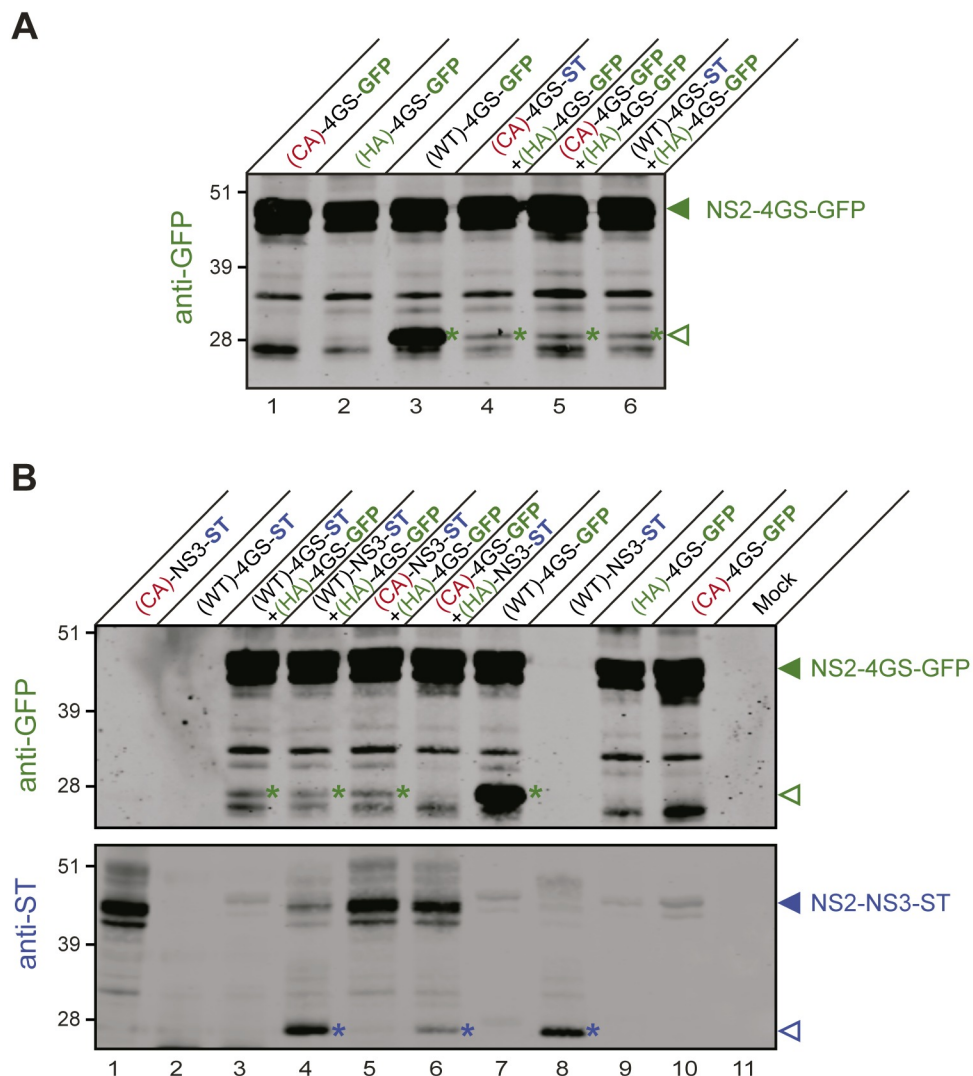 A
(CA)-4GS-GFP
(HA)-4GS-GFP
(WT)-4GS-GFP
(CA)-4GS-ST
+(HA)-4GS-GFP
(CA)-4GS-GFP
+(HA)-4GS-GFP
(WT)-4GS-ST
+(HA)-4GS-GFP
anti-GFP
51
39
28
NS2-4GS-GFP
* * * *
1 2 3 4 5 6
B
(CA)-NS3-ST
(WT)-4GS-ST
(WT)-4GS-ST
+(HA)-4GS-GFP
(WT)-NS3-ST
+(HA)-4GS-GFP
(CA)-NS3-ST
+(HA)-4GS-GFP
(CA)-4GS-GFP
+(HA)-NS3-ST
(WT)-4GS-GFP
(WT)-NS3-ST
(HA)-4GS-GFP
(CA)-4GS-GFP
Mock
anti-GFP
51
39
28
NS2-4GS-GFP
* * * *
anti-ST
51
39
28
NS2-NS3-ST
* * *
1 2 3 4 5 6 7 8 9 10 11